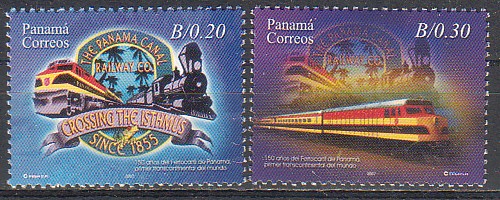 Panamá
Correos
B/0.20
THE PANAMA CANAL
RAILWAY CO.
CROSSING THE ISTHMUS
SINCE 1855
150 años del Ferrocarril de Panamá,
primer transcontinental del mundo
Panamá
Correos
B/0.30
150 años del Ferrocarril de Panamá,
primer transcontinental del mundo
2007